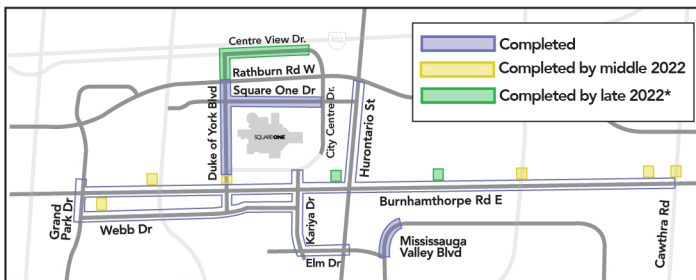 Centre View Dr.
403
Rathburn Rd W
Square One Dr
Duke of York Blvd
SQUARE ONE
City Centre Dr.
Hurontario St
Completed
Completed by middle 2022
Completed by late 2022*
Grand
Park Dr
Webb Dr
Kariya Dr
Elm Dr
Burnhamthorpe Rd E
Mississauga
Valley Blvd
Cawthra Rd